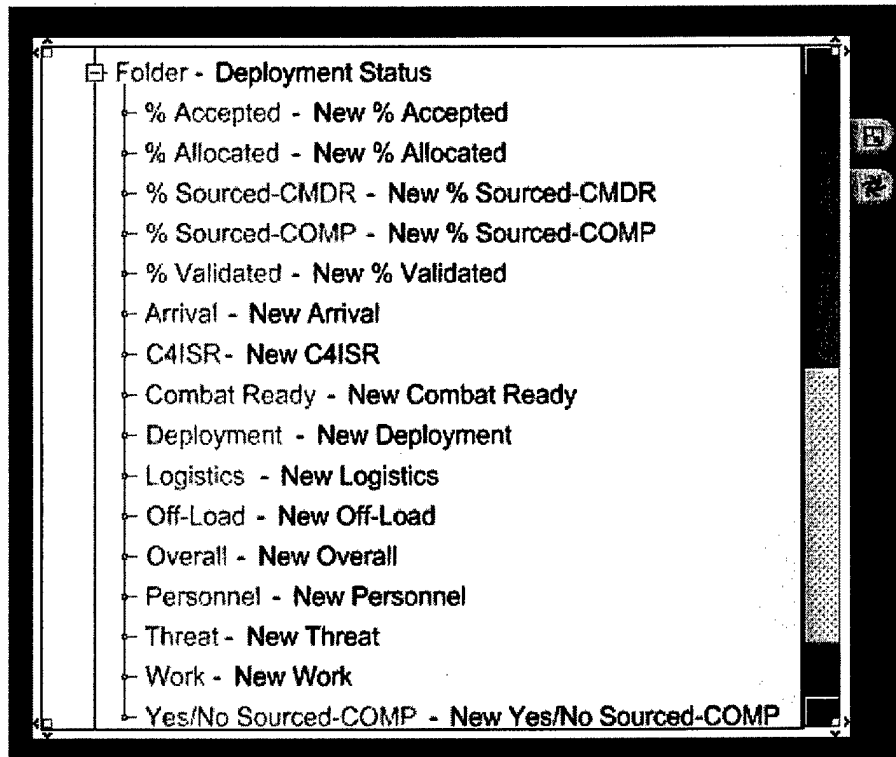 Folder - Deployment Status
% Accepted - New % Accepted
% Allocated - New % Allocated
% Sourced-CMDR - New % Sourced-CMDR
% Sourced-COMP - New % Sourced-COMP
% Validated - New % Validated
Arrival - New Arrival
C4ISR- New C4ISR
Combat Ready - New Combat Ready
Deployment - New Deployment
Logistics - New Logistics
Off-Load - New Off-Load
Overall - New Overall
Personnel - New Personnel
Threat - New Threat
Work - New Work
Yes/No Sourced-COMP - New Yes/No Sourced-COMP